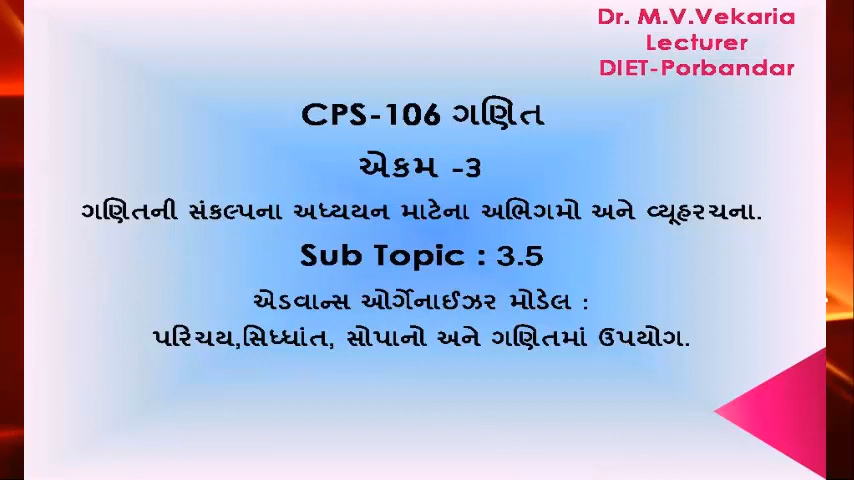 Dr. M.V.Vekaria
Lecturer
DIET-Porbandar
CPS-106 ગણિત
એકમ -3
ગણિતની સંકલ્પના અધ્યયન માટેના અભિગમો અને વ્યૂહરચના.
Sub Topic : 3.5
એડવાન્સ ઓર્ગેનાઈઝર મોડેલ :
પરિચય,સિધ્ધાંત, સોપાનો અને ગણિતમાં ઉપયોગ.